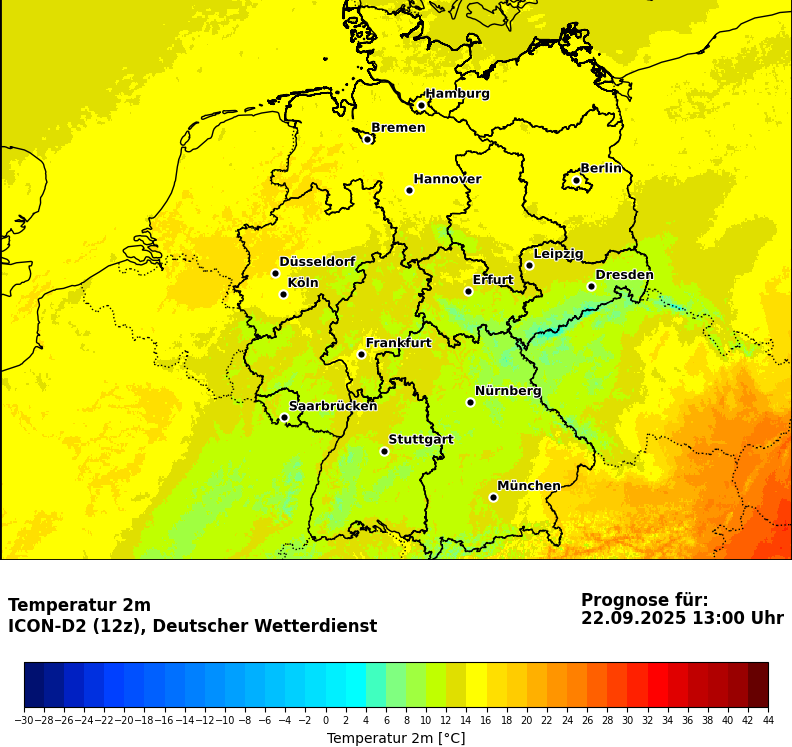 Hamburg
Bremen
Berlin
Hannover
Leipzig
Düsseldorf
Dresden
Köln
Erfurt
Frankfurt
Nürnberg
Saarbrücken
Stuttgart
München
Temperatur 2m
ICON-D2 (12z), Deutscher Wetterdienst
Prognose für:
22.09.2025 13:00 Uhr
−30 −28 −26 −24 −22 −20 −18 −16 −14 −12 −10 −8 −6 −4 −2 0 2 4 6 8 10 12 14 16 18 20 22 24 26 28 30 32 34 36 38 40 42 44
Temperatur 2m [°C]